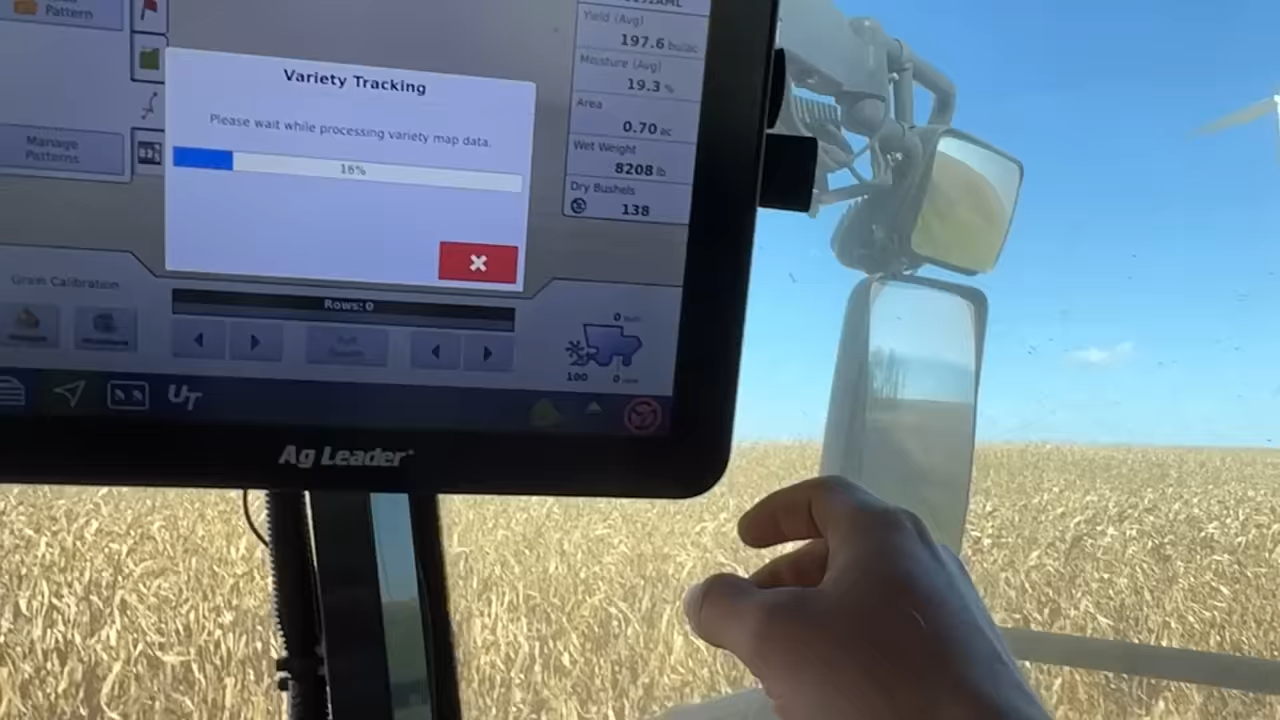 Pattern
Manage
Patterns
Variety Tracking
Please wait while processing variety map data.
16%
Yield (Avg)
197.6 bu/ac
Moisture (Avg)
19.3 %
Area
0.70 ac
Wet Weight
8208 lb
Dry Bushels
138
Grain Calibration
Rows: 0
0
100
0
UT
Ag Leader